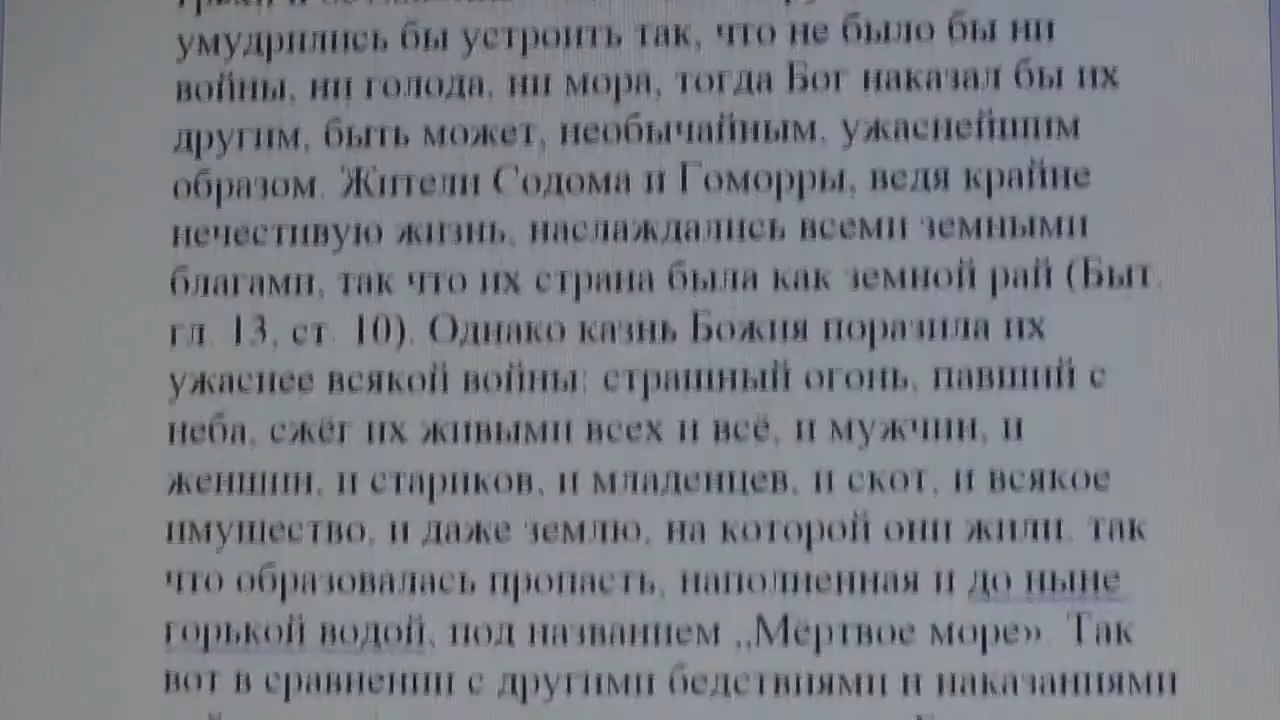 умудрились бы устроить так, что не было бы ни
войны, ни голода, ни мора, тогда Бог наказал бы их
другим, быть может, необычайным, ужаснейшим
образом. Жители Содома и Гоморры, ведя крайне
нечестивую жизнь, наслаждались всеми земными
благами, так что их страна была как земной рай (Быт.
гл. 13, ст. 10). Однако казнь Божия поразила их
ужаснее всякой войны: страшный огонь, павший с
неба, сжёг их живыми всех и всё, и мужчин, и
женщин, и стариков, и младенцев, и скот, и всякое
имущество, и даже землю, на которой они жили, так
что образовалась пропасть, наполненная и до ныне
горькой водой, под названием ,,Мёртвое море». Так
вот в сравнении с другими бедствиями и наказаниями